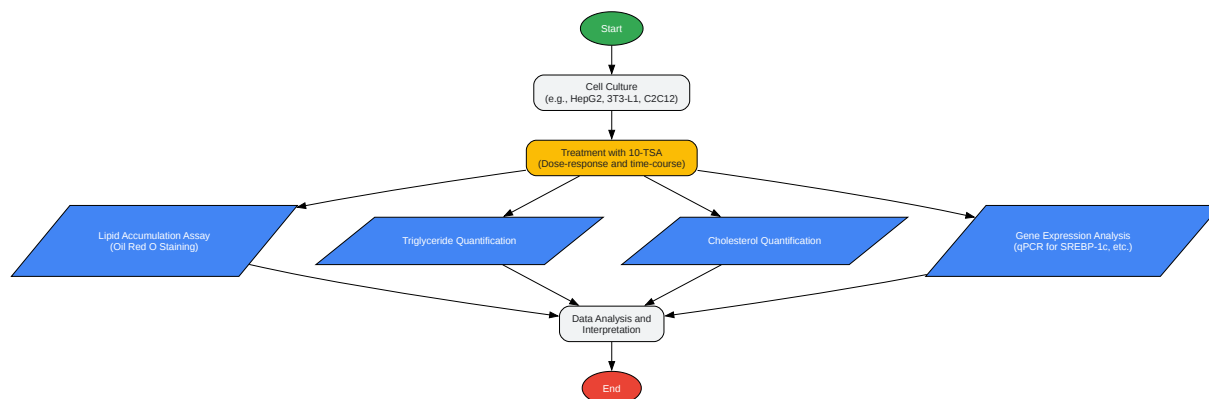 Start
Cell Culture
(e.g., HepG2, 3T3-L1, C2C12)
Treatment with 10-TSA
(Dose-response and time-course)
Lipid Accumulation Assay
(Oil Red O Staining)
Triglyceride Quantification
Cholesterol Quantification
Gene Expression Analysis
(qPCR for SREBP-1c, etc.)
Data Analysis and
Interpretation
End